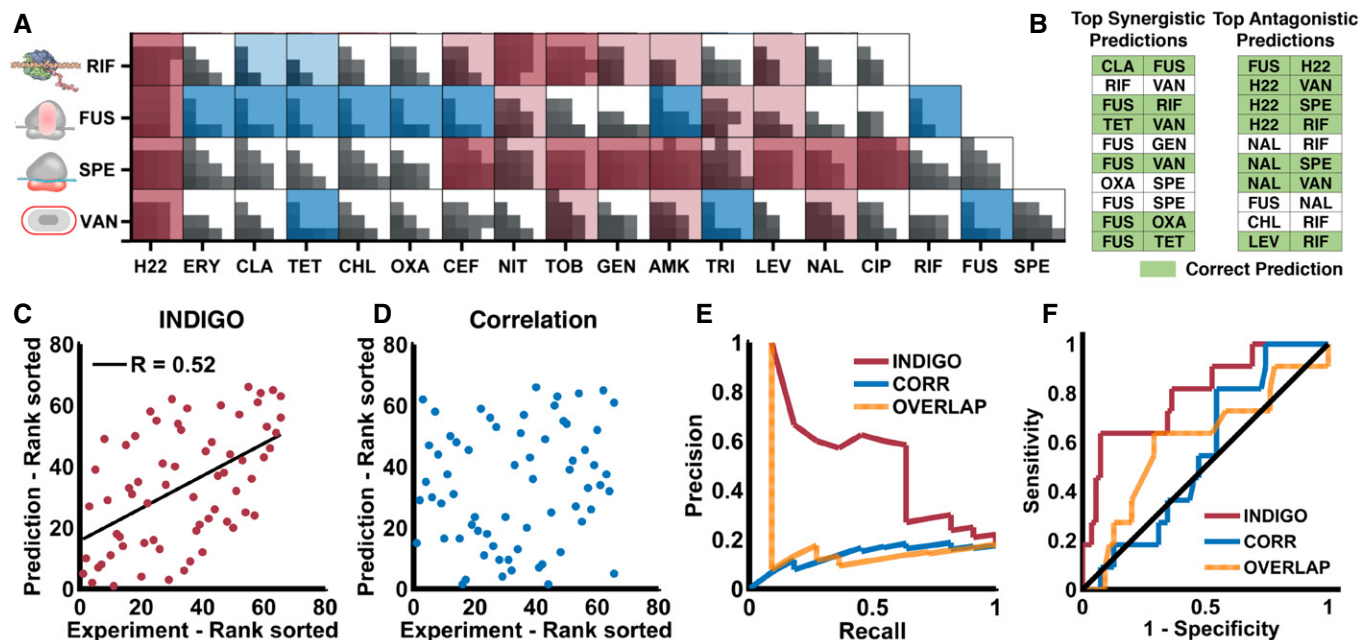 A
RIF
FUS
SPE
VAN
H22 ERY CLA TET CHL OXA CEF NIT TOB GEN AMK TRI LEV NAL CIP RIF FUS SPE
B
Top Synergistic Predictions
CLA FUS
RIF VAN
FUS RIF
TET VAN
FUS GEN
FUS VAN
OXA SPE
FUS SPE
FUS OXA
FUS TET
Top Antagonistic Predictions
FUS H22
H22 VAN
H22 SPE
H22 RIF
NAL RIF
NAL SPE
NAL VAN
FUS NAL
CHL RIF
LEV RIF
Correct Prediction
C
INDIGO
R = 0.52
Prediction - Rank sorted
80
60
40
20
0
0 20 40 60 80
Experiment - Rank sorted
D
Correlation
Prediction - Rank sorted
80
60
40
20
0
0 20 40 60 80
Experiment - Rank sorted
E
INDIGO
CORR
OVERLAP
Precision
1
0.8
0.6
0.4
0.2
0
0.5 1
Recall
F
INDIGO
CORR
OVERLAP
Sensitivity
1
0.8
0.6
0.4
0.2
0
0 0.5 1
1 - Specificity